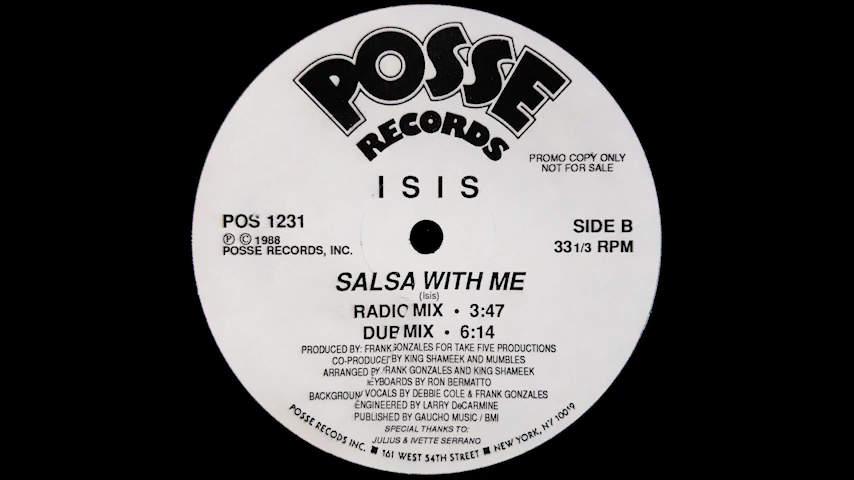 POSSE
RECORDS
PROMO COPY ONLY
NOT FOR SALE
ISIS
POS 1231
Ⓟ © 1988
POSSE RECORDS, INC.
SIDE B
33 1/3 RPM
SALSA WITH ME
(Isis)
RADIO MIX • 3:47
DUB MIX • 6:14
PRODUCED BY: FRANK GONZALES FOR TAKE FIVE PRODUCTIONS
CO-PRODUCED BY KING SHAMEEK AND MUMBLES
ARRANGED BY FRANK GONZALES AND KING SHAMEEK
KEYBOARDS BY RON BERMATTO
BACKGROUND VOCALS BY DEBBIE COLE & FRANK GONZALES
ENGINEERED BY LARRY DeCARMINE
PUBLISHED BY GAUCHO MUSIC / BMI
SPECIAL THANKS TO:
JULIUS & IVETTE SERRANO
POSSE RECODS INC. ■ 161 WEST 54TH STREET ■ NEW YORK, NY 10019